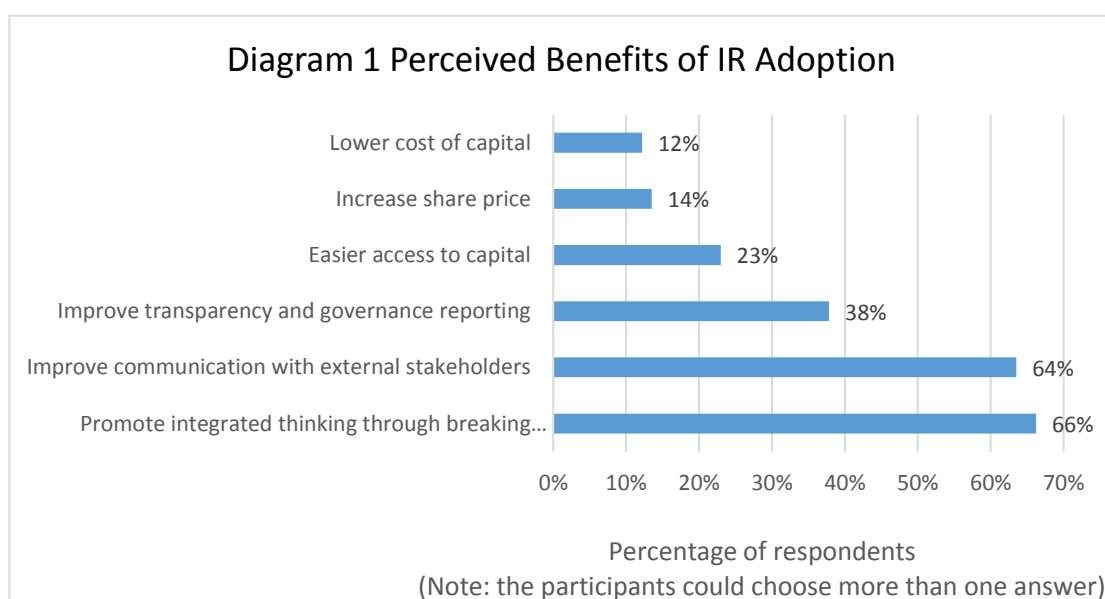 Diagram 1 Perceived Benefits of IR Adoption
Lower cost of capital 12%
Increase share price 14%
Easier access to capital 23%
Improve transparency and governance reporting 38%
Improve communication with external stakeholders 64%
Promote integrated thinking through breaking... 66%
0% 10% 20% 30% 40% 50% 60% 70%
Percentage of respondents
(Note: the participants could choose more than one answer)